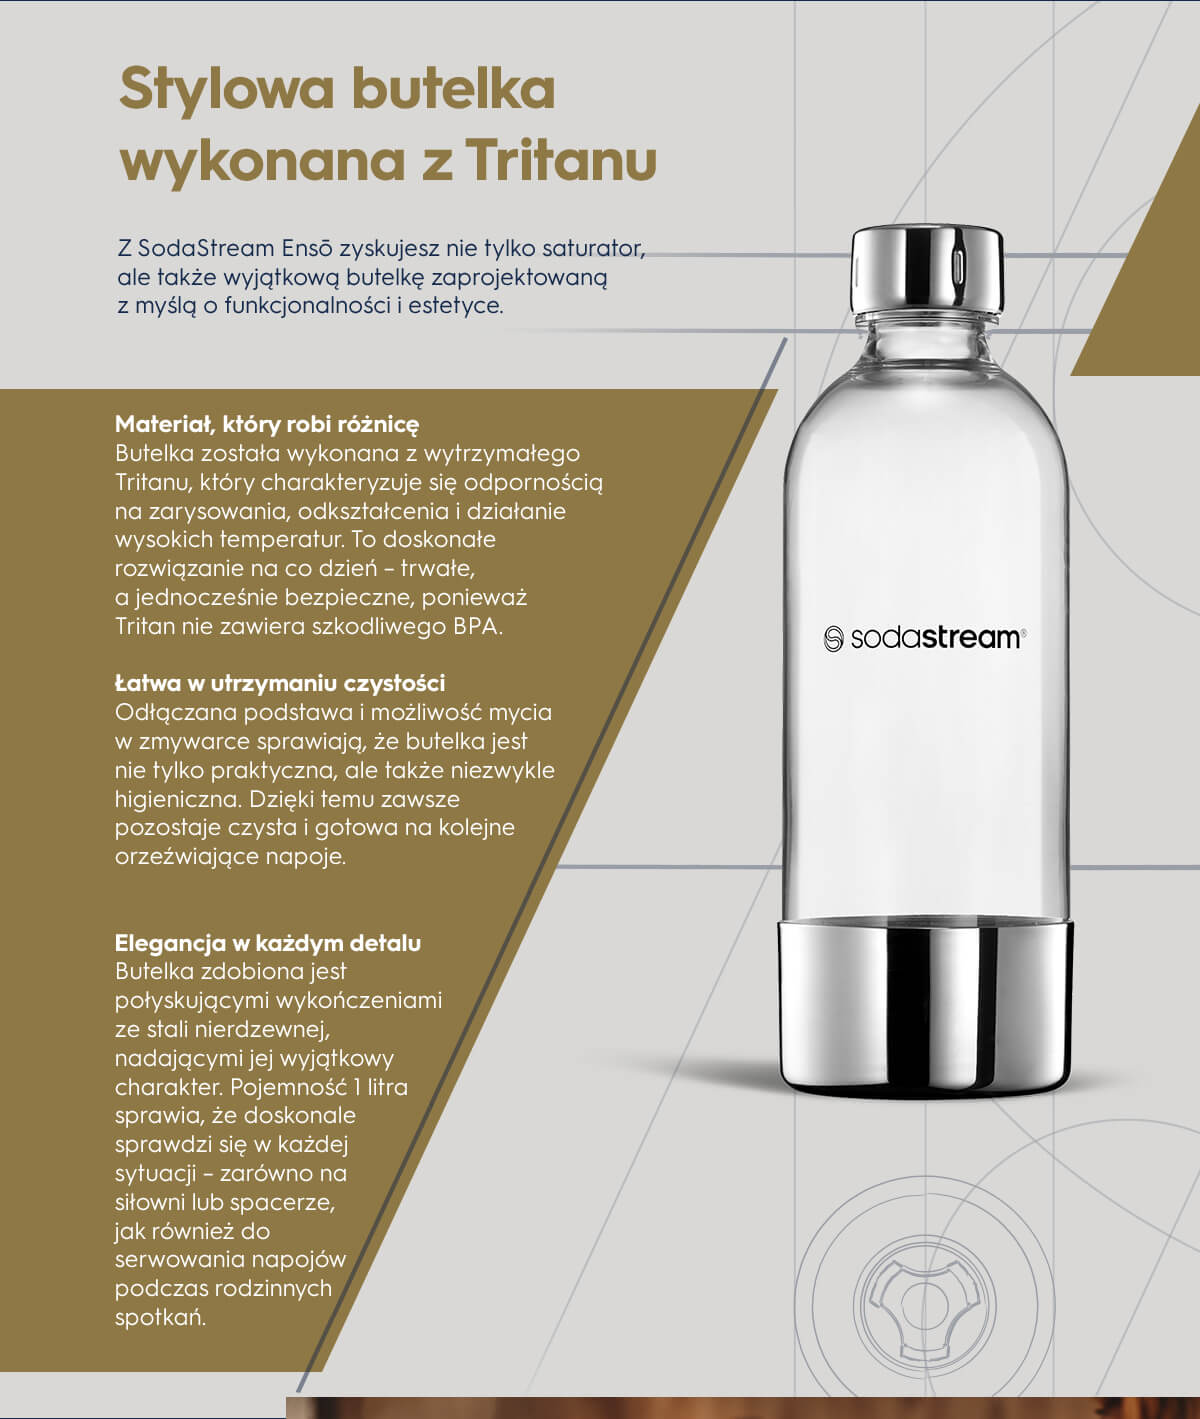 Stylowa butelka
wykonana z Tritanu
Z SodaStream Ensō zyskujesz nie tylko saturator,
ale także wyjątkową butelkę zaprojektowaną
z myślą o funkcjonalności i estetyce.
Materiał, który robi różnicę
Butelka została wykonana z wytrzymałego
Tritanu, który charakteryzuje się odpornością
na zarysowania, odkształcenia i działanie
wysokich temperatur. To doskonałe
rozwiązanie na co dzień – trwałe,
a jednocześnie bezpieczne, ponieważ
Tritan nie zawiera szkodliwego BPA.
Łatwa w utrzymaniu czystości
Odłączana podstawa i możliwość mycia
w zmywarce sprawiają, że butelka jest
nie tylko praktyczna, ale także niezwykle
higieniczna. Dzięki temu zawsze
pozostaje czysta i gotowa na kolejne
orzeźwiające napoje.
Elegancja w każdym detalu
Butelka zdobiona jest
połyskującymi wykończeniami
ze stali nierdzewnej,
nadającymi jej wyjątkowy
charakter. Pojemność 1 litra
sprawia, że doskonale
sprawdzi się w każdej
sytuacji – zarówno na
siłowni lub spacerze,
jak również do
serwowania napojów
podczas rodzinnych
spotkań.
sodastream®